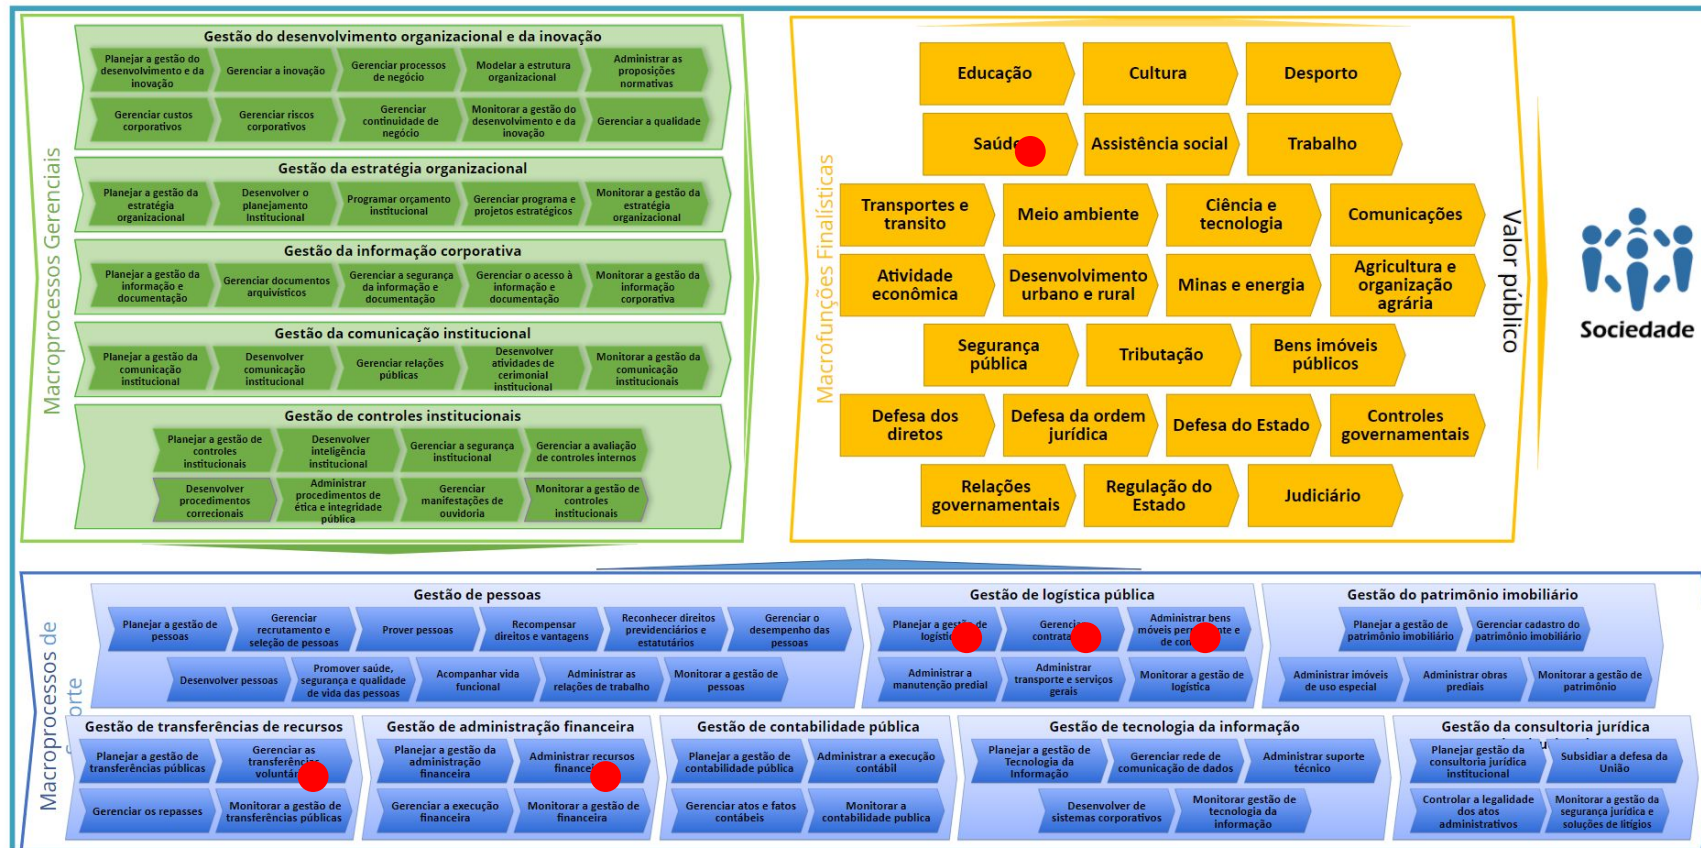 Macroprocessos Gerenciais
Gestão do desenvolvimento organizacional e da inovação
Planejar a gestão do
desenvolvimento e da
inovação
Gerenciar a inovação
Gerenciar processos
de negócio
Modelar a estrutura
organizacional
Administrar as
proposições
normativas
Gerenciar custos
corporativos
Gerenciar riscos
corporativos
Gerenciar
continuidade de
negócio
Monitorar a gestão do
desenvolvimento e da
inovação
Gerenciar a qualidade
Gestão da estratégia organizacional
Planejar a gestão da
estratégia
organizacional
Desenvolver o
planejamento
Institucional
Programar orçamento
institucional
Gerenciar programa e
projetos estratégicos
Monitorar a gestão da
estratégia
organizacional
Gestão da informação corporativa
Planejar a gestão da
informação e
documentação
Gerenciar documentos
arquivísticos
Gerenciar a segurança
da informação e
documentação
Gerenciar o acesso à
informação e
documentação
Monitorar a gestão da
informação
corporativa
Gestão da comunicação institucional
Planejar a gestão da
comunicação
institucional
Desenvolver
comunicação
institucional
Gerenciar relações
públicas
Desenvolver
atividades de
cerimonial
institucional
Monitorar a gestão da
comunicação
institucionais
Gestão de controles institucionais
Planejar a gestão de
controles
institucionais
Desenvolver
inteligência
institucional
Gerenciar a segurança
institucional
Gerenciar a avaliação
de controles internos
Desenvolver
procedimentos
correcionais
Administrar
procedimentos de
ética e integridade
pública
Gerenciar
manifestações de
ouvidoria
Monitorar a gestão de
controles
institucionais
Macrofunções Finalísticas
Educação
Cultura
Desporto
Saúde
Assistência social
Trabalho
Transportes e
transito
Meio ambiente
Ciência e
tecnologia
Comunicações
Atividade
econômica
Desenvolvimento
urbano e rural
Minas e energia
Agricultura e
organização
agrária
Segurança
pública
Tributação
Bens imóveis
públicos
Defesa dos
diretos
Defesa da ordem
jurídica
Defesa do Estado
Controles
governamentais
Relações
governamentais
Regulação do
Estado
Judiciário
Valor público
Sociedade
Macroprocessos de
Gestão de pessoas
Planejar a gestão de
pessoas
Gerenciar
recrutamento e
seleção de pessoas
Prover pessoas
Recompensar
direitos e vantagens
Reconhecer direitos
previdenciários e
estatutários
Gerenciar o
desempenho das
pessoas
Desenvolver pessoas
Promover saúde,
segurança e qualidade
de vida das pessoas
Acompanhar vida
funcional
Administrar as
relações de trabalho
Monitorar a gestão de
pessoas
Gestão de logística pública
Planejar a gestão de
Gerenciar
Administrar bens
móveis e
de
Administrar a
manutenção predial
Administrar
transporte e serviços
gerais
Monitorar a gestão de
logística
Gestão do patrimônio imobiliário
Planejar a gestão de
patrimônio imobiliário
Gerenciar cadastro do
patrimônio imobiliário
Administrar imóveis
de uso especial
Administrar obras
prediais
Monitorar a gestão de
patrimônio
Gestão de transferências de recursos
Planejar a gestão de
transferências públicas
Gerenciar as
transferências
Gerenciar os repasses
Monitorar a gestão de
transferências públicas
Gestão de administração financeira
Planejar a gestão da
administração
financeira
Administrar recursos
Gerenciar a execução
financeira
Monitorar a gestão de
financeira
Gestão de contabilidade pública
Planejar a gestão de
contabilidade pública
Administrar a execução
contábil
Gerenciar atos e fatos
contábeis
Monitorar a
contabilidade publica
Gestão de tecnologia da informação
Planejar a gestão de
Tecnologia da
Informação
Gerenciar rede de
comunicação de dados
Administrar suporte
técnico
Desenvolver de
sistemas corporativos
Monitorar gestão de
tecnologia da
informação
Gestão da consultoria jurídica
Planejar gestão da
consultoria jurídica
institucional
Subsidiar a defesa da
União
Controlar a legalidade
dos atos
administrativos
Monitorar a gestão da
segurança jurídica e
soluções de litígios